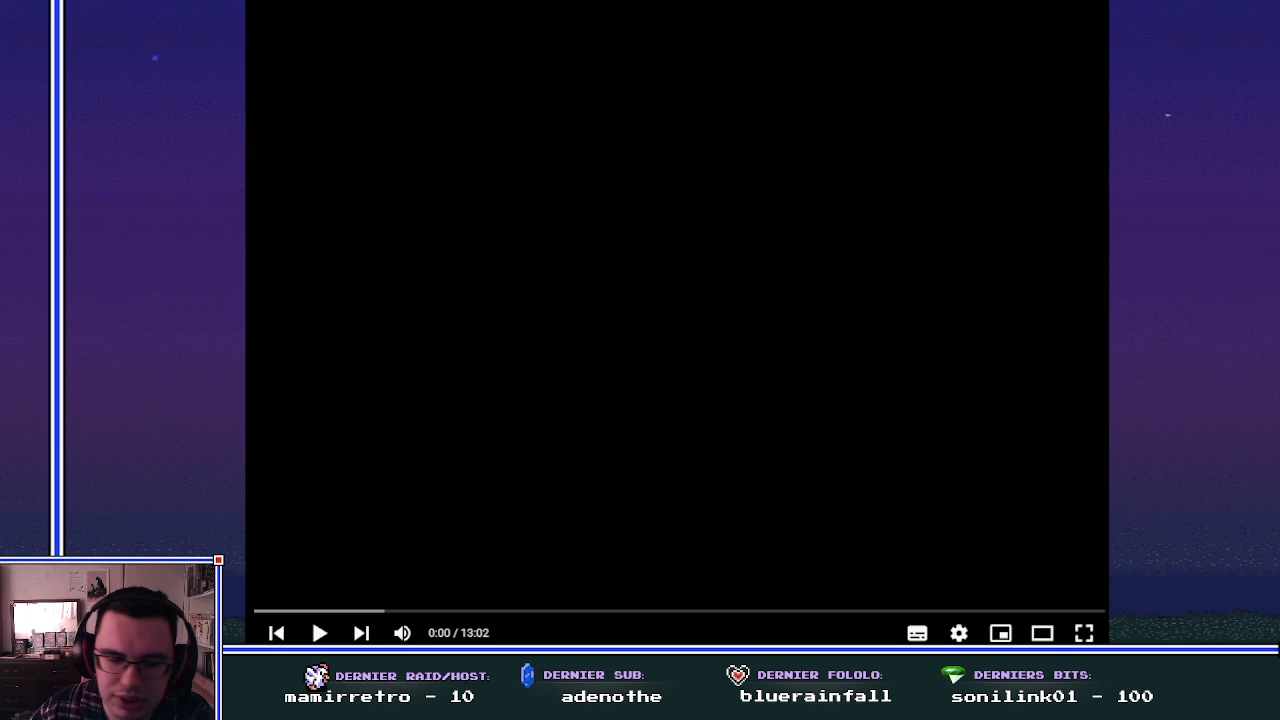 0:00 / 13:02
DERNIER RAID/HOST:
mamirretro - 10
DERNIER SUB:
adenothe
DERNIER FOLOLO:
bluerainfall
DERNIERS BITS:
sonilink01 - 100